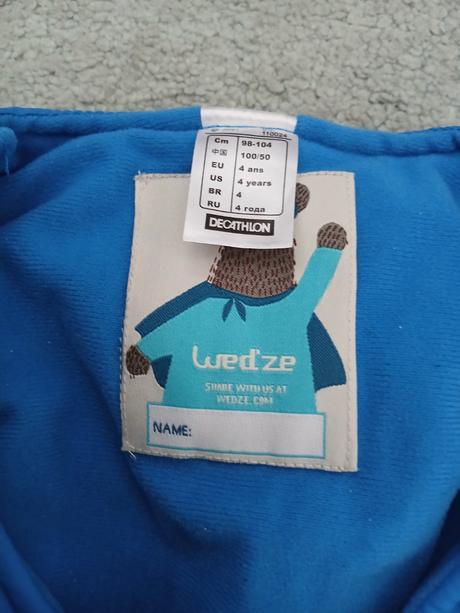 110024
Cm 98-104
中国 100/50
EU 4 ans
US 4 years
BR 4
RU 4 года
DECATHLON
Wed'ze
SHARE WITH US AT
WEDZE.COM
NAME: